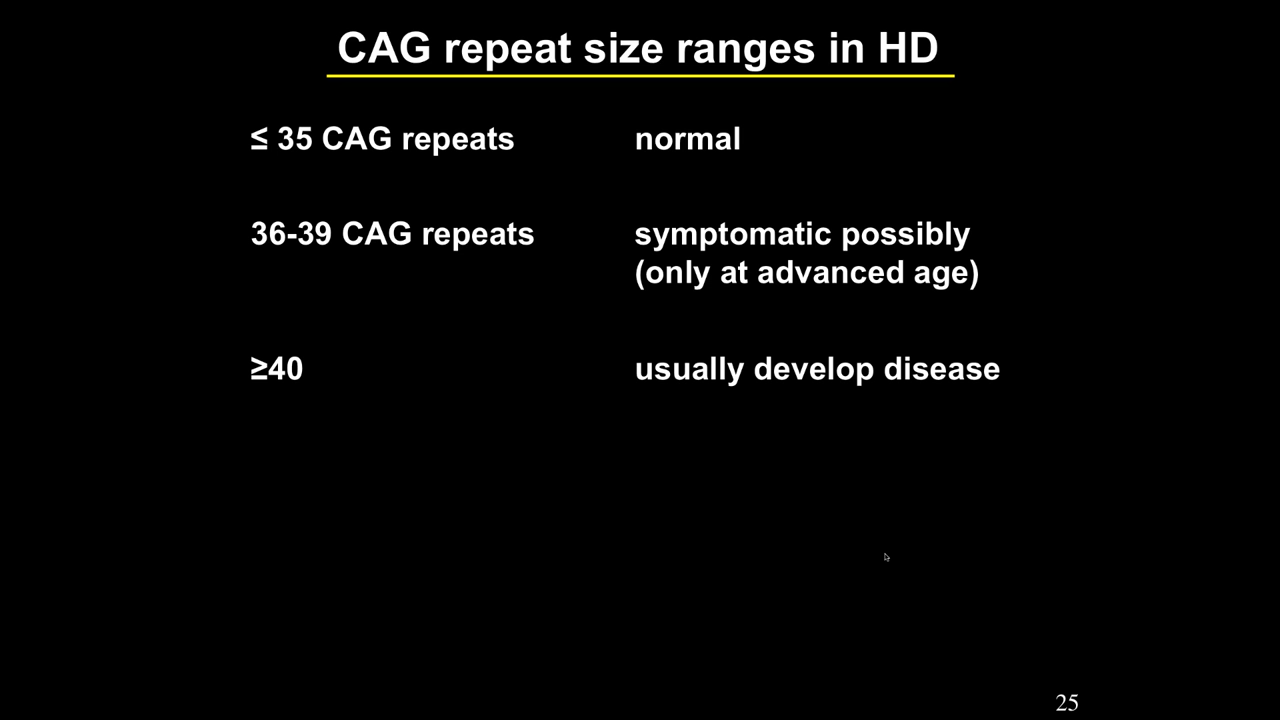 CAG repeat size ranges in HD
≤ 35 CAG repeats normal
36-39 CAG repeats symptomatic possibly
(only at advanced age)
≥40 usually develop disease
25